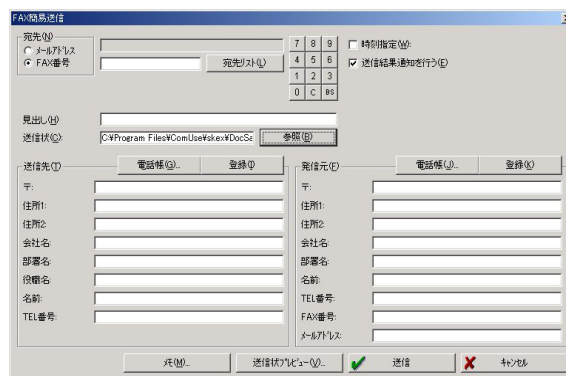 FAX簡易送信
宛先(N)
メールアドレス
FAX番号
宛先リスト(L)
7 8 9
4 5 6
1 2 3
0 C BS
時刻指定(W):
送信結果通知を行う(E)
見出し(H)
送信状(C):
C:¥Program Files¥ComUse¥skex¥DocSa
参照(B)
送信先(T)
電話帳(G)...
登録(I)
〒:
住所1:
住所2:
会社名:
部署名:
役職名:
名前:
TEL番号:
発信元(F)
電話帳(J)...
登録(K)
〒:
住所1:
住所2:
会社名:
部署名:
名前:
TEL番号:
FAX番号:
メールアドレス:
メモ(M)...
送信状プレビュー(V)...
送信
キャンセル